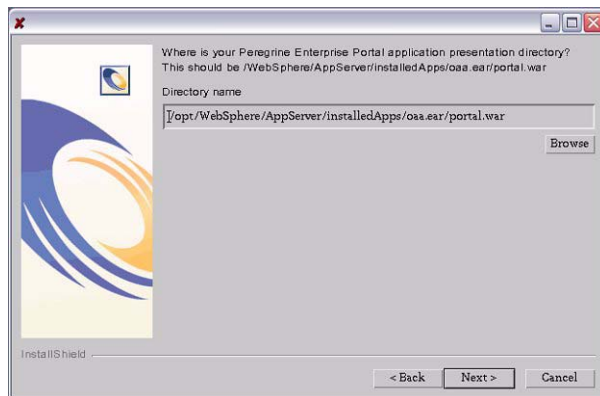 Where is your Peregrine Enterprise Portal application presentation directory?
This should be /WebSphere/AppServer/installedApps/oaa.ear/portal.war
Directory name
/opt/WebSphere/AppServer/installedApps/oaa.ear/portal.war
Browse
InstallShield
< Back
Next >
Cancel